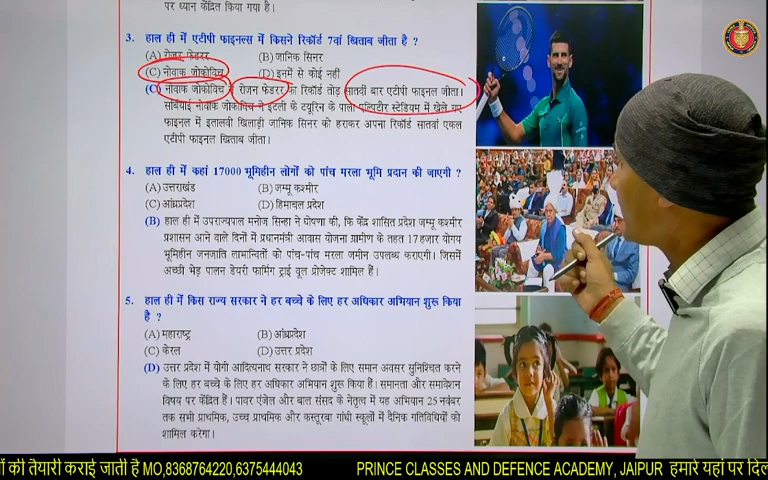 पर ध्यान केंद्रित किया गया है।
3. हाल ही में एटीपी फाइनल्स में किसने रिकॉर्ड 7वां खिताब जीता है ?
(A) रोजर फेडरर (B) जानिक सिनर
(C) नोवाक जोकोविच (D) इनमें से कोई नहीं
(C) नोवाक जोकोविच ने रोजन फेडरर का रिकॉर्ड तोड़ सातवीं बार एटीपी फाइनल जीता।
सर्बियाई नोवाक जोकोविच ने इटली के ट्यूरिन के पाला एल्पिटौर स्टेडियम में खेले गए
फाइनल में इतालवी खिलाड़ी जानिक सिनर को हराकर अपना रिकॉर्ड सातवां एकल
एटीपी फाइनल खिताब जीता।
4. हाल ही में कहां 17000 भूमिहीन लोगों को पांच मरला भूमि प्रदान की जाएगी ?
(A) उत्तराखंड (B) जम्मू कश्मीर
(C) आंध्रप्रदेश (D) हिमाचल प्रदेश
(B) हाल ही में उपराज्यपाल मनोज सिन्हा ने घोषणा की, कि केंद्र शासित प्रदेश जम्मू कश्मीर
प्रशासन आने वाले दिनों में प्रधानमंत्री आवास योजना ग्रामीण के तहत 17 हजार योग्य
भूमिहीन जनजाति लाभान्वितों को पांच-पांच मरला जमीन उपलब्ध कराएगी। जिसमें
अच्छी भेड़ पालन डेयरी फार्मिंग ट्राई वूल प्रोजेक्ट शामिल हैं।
5. हाल ही में किस राज्य सरकार ने हर बच्चे के लिए हर अधिकार अभियान शुरू किया
है ?
(A) महाराष्ट्र (B) आंध्रप्रदेश
(C) केरल (D) उत्तर प्रदेश
(D) उत्तर प्रदेश में योगी आदित्यनाथ सरकार ने छात्रों के लिए समान अवसर सुनिश्चित करने
के लिए हर बच्चे के लिए हर अधिकार अभियान शुरू किया हैं। समानता और समावेशन
विषय पर केंद्रित हैं। पावर एंजेल और बाल संसद के नेतृत्व में यह अभियान 25 नवंबर
तक सभी प्राथमिक, उच्च प्राथमिक और कस्तूरबा गांधी स्कूलों में दैनिक गतिविधियों को
शामिल करेगा।
की तैयारी कराई जाती है MO,8368764220,6375444043 PRINCE CLASSES AND DEFENCE ACADEMY, JAIPUR हमारे यहां पर